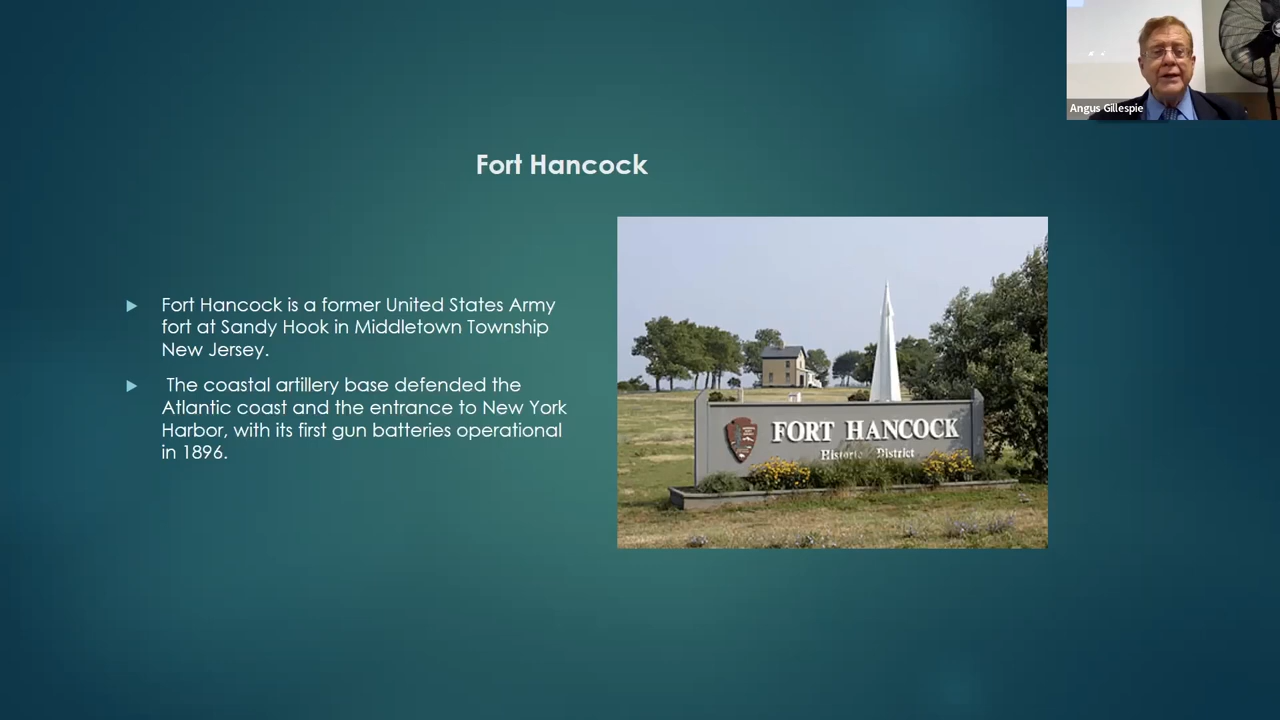 Angus Gillespie
Fort Hancock
Fort Hancock is a former United States Army
fort at Sandy Hook in Middletown Township
New Jersey.
The coastal artillery base defended the
Atlantic coast and the entrance to New York
Harbor, with its first gun batteries operational
in 1896.
FORT HANCOCK
Historic District